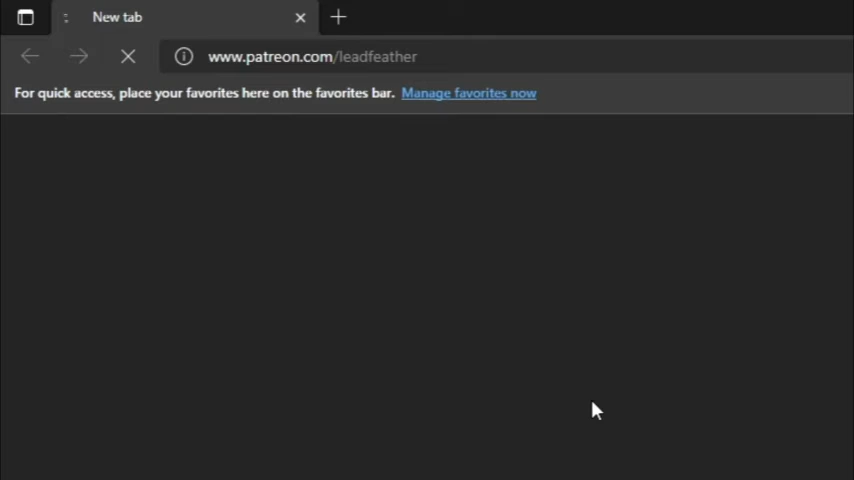 New tab
www.patreon.com/leadfeather
For quick access, place your favorites here on the favorites bar. Manage favorites now